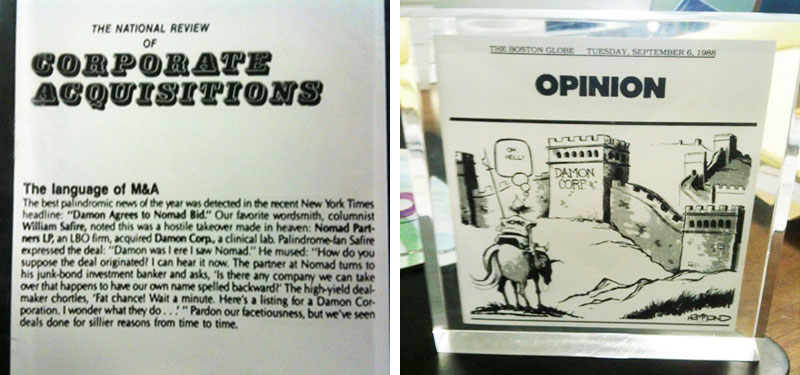 THE NATIONAL REVIEW
OF
CORPORATE
ACQUISITIONS
The language of M&A
The best palindromic news of the year was detected in the recent New York Times
headline: "Damon Agrees to Nomad Bid." Our favorite wordsmith, columnist
William Safire, noted this was a hostile takeover made in heaven: Nomad Part-
ners LP, an LBO firm, acquired Damon Corp., a clinical lab. Palindrome-fan Safire
expressed the deal: "Damon was I ere I saw Nomad." He mused: "How do you
suppose the deal originated? I can hear it now. The partner at Nomad turns to
his junk-bond investment banker and asks, 'Is there any company we can take
over that happens to have our own name spelled backward?' The high-yield deal-
maker chortles, 'Fat chance! Wait a minute. Here's a listing for a Damon Cor-
poration. I wonder what they do . . .' " Pardon our facetiousness, but we've seen
deals done for sillier reasons from time to time.
THE BOSTON GLOBE TUESDAY, SEPTEMBER 6, 1988
OPINION
OH,
HELL!
DAMON
CORP.
HAMMOND